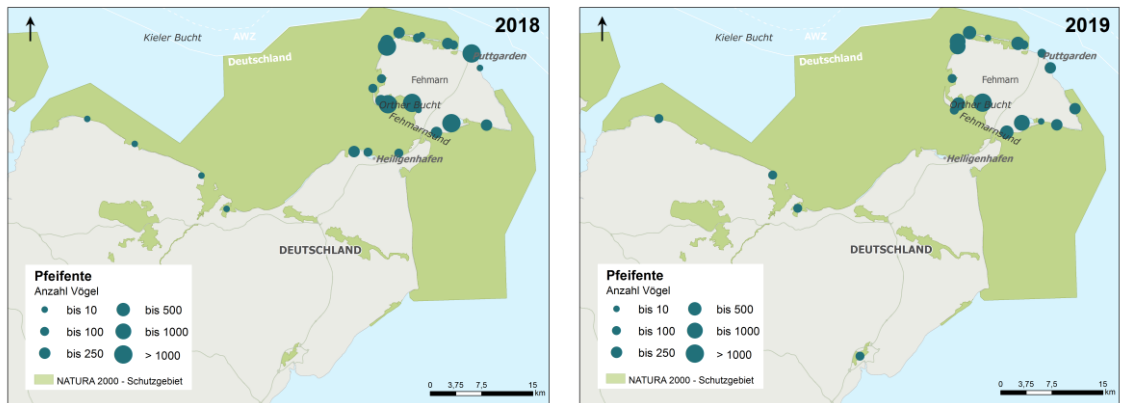 2018
Kieler Bucht
AWZ
Deutschland
Puttgarden
Fehmarn
Orther Bucht
Fehmarnsund
Heiligenhafen
DEUTSCHLAND
Pfeifente
Anzahl Vögel
bis 10 bis 500
bis 100 bis 1000
bis 250 > 1000
NATURA 2000 - Schutzgebiet
0 3,75 7,5 15
km
2019
Kieler Bucht
AWZ
Deutschland
Puttgarden
Fehmarn
Orther Bucht
Fehmarnsund
Heiligenhafen
DEUTSCHLAND
Pfeifente
Anzahl Vögel
bis 10 bis 500
bis 100 bis 1000
bis 250 > 1000
NATURA 2000 - Schutzgebiet
0 3,75 7,5 15
km